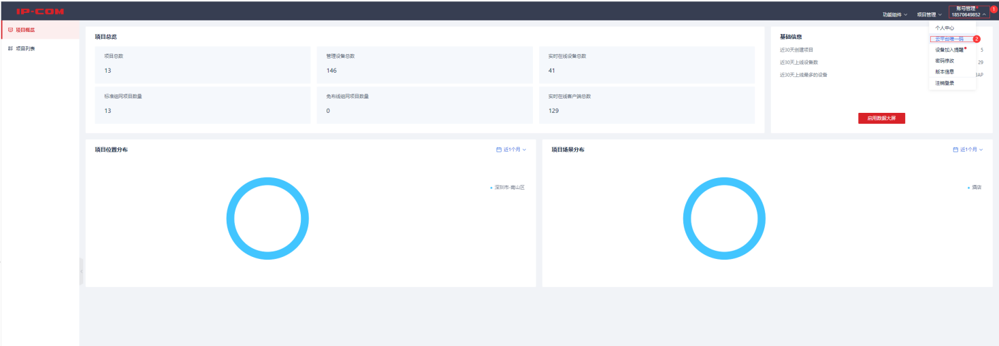 IP-COM
功能组件
项目管理
账号管理
18570649852
1
项目概览
项目列表
个人中心
云平台唯一码
2
设备加入提醒
密码修改
版本信息
注销登录
项目总览
项目总数
13
管理设备总数
146
实时在线设备总数
41
标准组网项目数量
13
免布线组网项目数量
0
实时在线客户端总数
129
基础信息
近30天创建项目
5
近30天上线设备数
29
近30天上线最多的设备
AP
启用数据大屏
项目位置分布
近1个月
深圳市-南山区
项目场景分布
近1个月
酒店